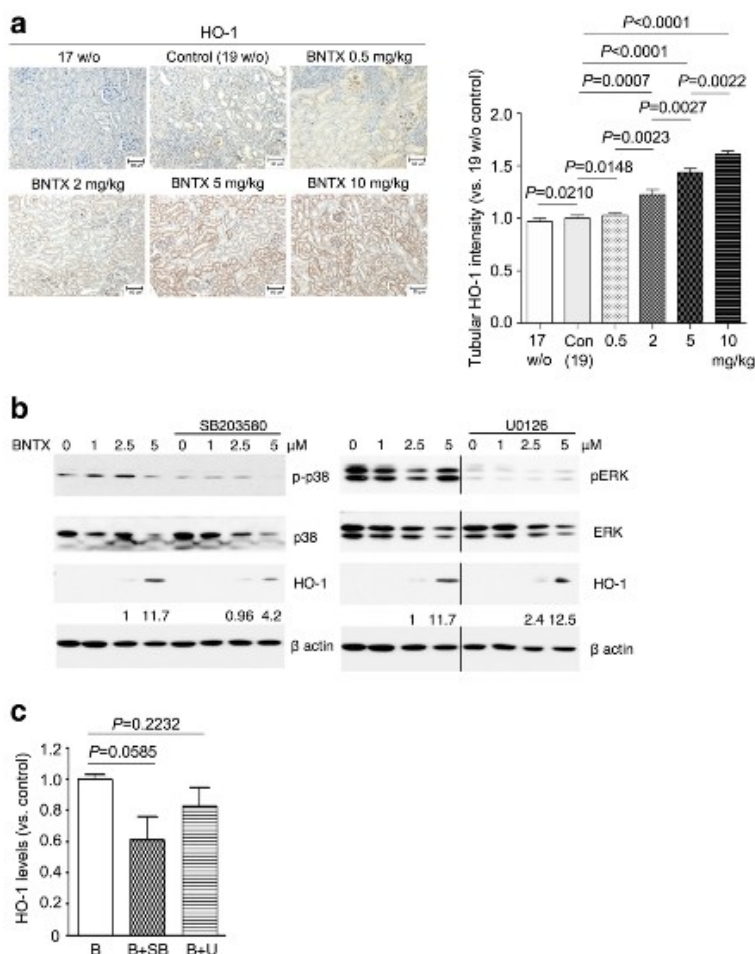 a
HO-1
17 w/o Control (19 w/o) BNTX 0.5 mg/kg
BNTX 2 mg/kg BNTX 5 mg/kg BNTX 10 mg/kg
P<0.0001
P<0.0001
P=0.0007 P=0.0022
P=0.0027
P=0.0023
P=0.0148
P=0.0210
Tubular HO-1 intensity (vs. 19 w/o control)
2.0
1.5
1.0
0.5
0.0
17 w/o Con (19) 0.5 2 5 10 mg/kg
b
SB203580
BNTX 0 1 2.5 5 0 1 2.5 5 μM
p-p38
p38
HO-1
1 11.7 0.96 4.2
β actin
U0126
0 1 2.5 5 0 1 2.5 5 μM
pERK
ERK
HO-1
1 11.7 2.4 12.5
β actin
c
P=0.2232
P=0.0585
HO-1 levels (vs. control)
1.2
1.0
0.8
0.6
0.4
0.2
0
B B+SB B+U